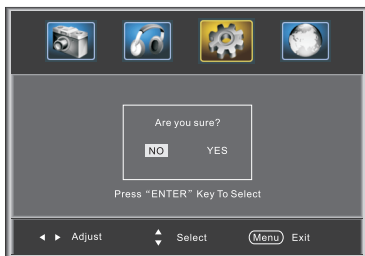 Are you sure?
NO YES
Press “ENTER” Key To Select
Adjust Select Menu Exit